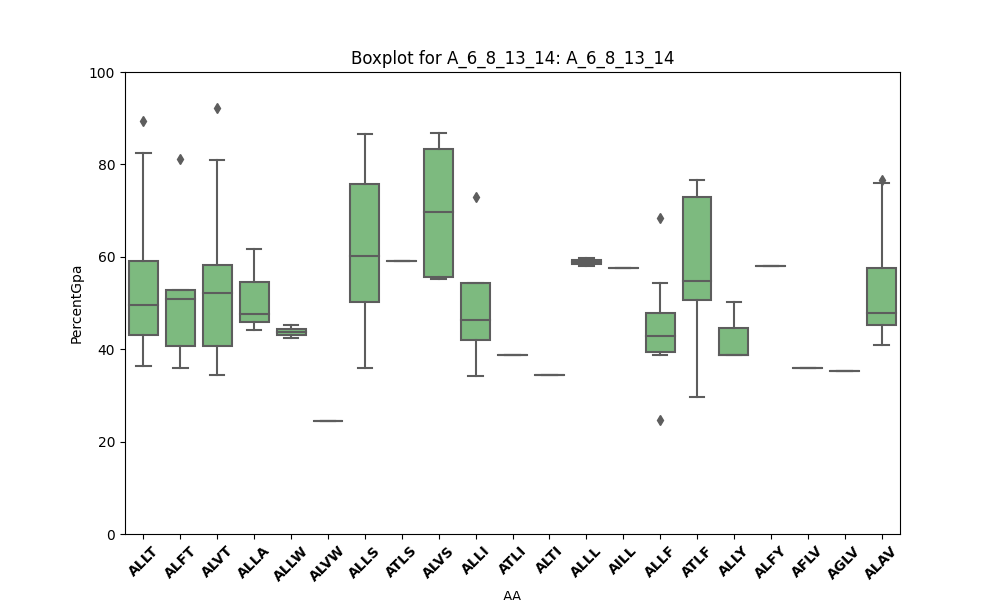 Boxplot for A_6_8_13_14: A_6_8_13_14
100
80
60
40
20
0
PercentGpa
ALLT ALFT ALVT ALLA ALLW ALVW ALLS ATLS ALVS ALLI ATLI ALTI ALLL AILL ALLF ATLF ALLY ALFY AFLV AGLV ALAV
AA